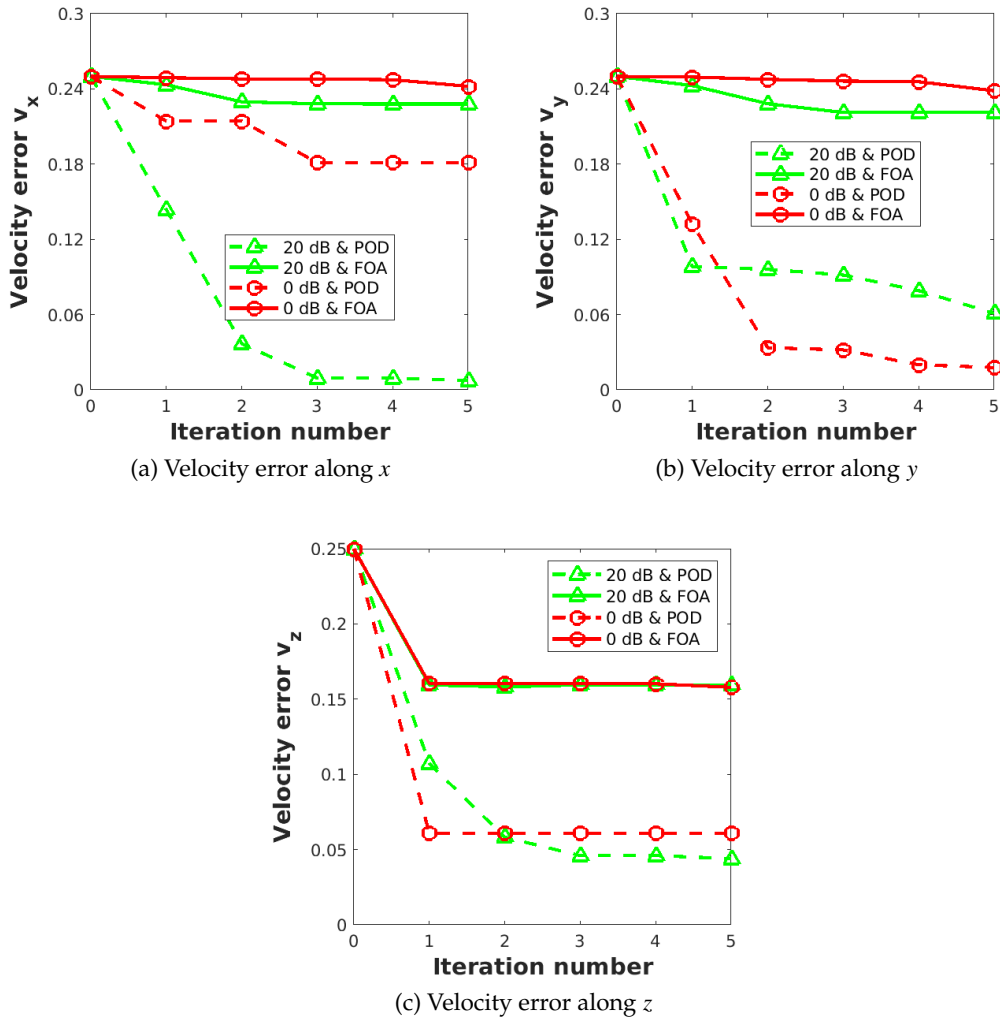 0.3
0.24
0.18
0.12
0.06
0
Velocity error v_x
20 dB & POD
20 dB & FOA
0 dB & POD
0 dB & FOA
0 1 2 3 4 5
Iteration number
(a) Velocity error along x
0.3
0.24
0.18
0.12
0.06
0
Velocity error v_y
20 dB & POD
20 dB & FOA
0 dB & POD
0 dB & FOA
0 1 2 3 4 5
Iteration number
(b) Velocity error along y
0.25
0.2
0.15
0.1
0.05
0
Velocity error v_z
20 dB & POD
20 dB & FOA
0 dB & POD
0 dB & FOA
0 1 2 3 4 5
Iteration number
(c) Velocity error along z